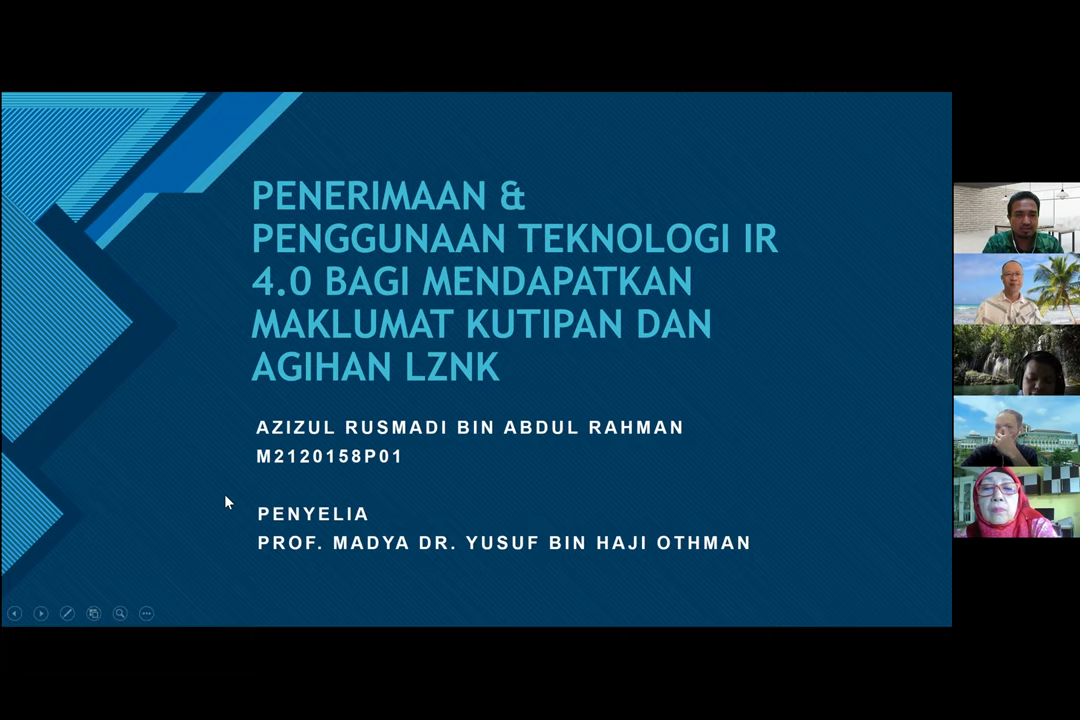 PENERIMAAN &
PENGGUNAAN TEKNOLOGI IR
4.0 BAGI MENDAPATKAN
MAKLUMAT KUTIPAN DAN
AGIHAN LZNK
AZIZUL RUSMADI BIN ABDUL RAHMAN
M2120158P01
PENYELIA
PROF. MADYA DR. YUSUF BIN HAJI OTHMAN